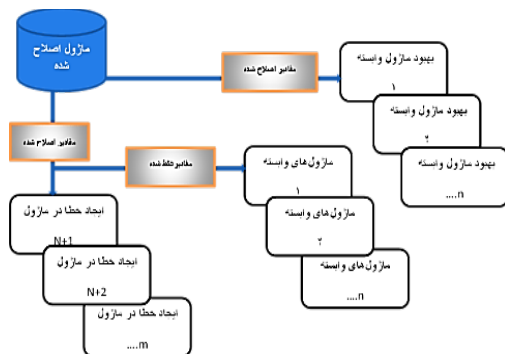 ماژول اصلاح
شده
مقادیر اصلاح شده
بهبود ماژول وابسته
۱
بهبود ماژول وابسته
۲
بهبود ماژول وابسته
....n
مقادیر اصلاح شده
مقادیر غلط شده
ماژول‌های وابسته
۱
ماژول‌های وابسته
۲
ماژول‌های وابسته
....n
ایجاد خطا در ماژول
N+1
ایجاد خطا در ماژول
N+2
ایجاد خطا در ماژول
....m